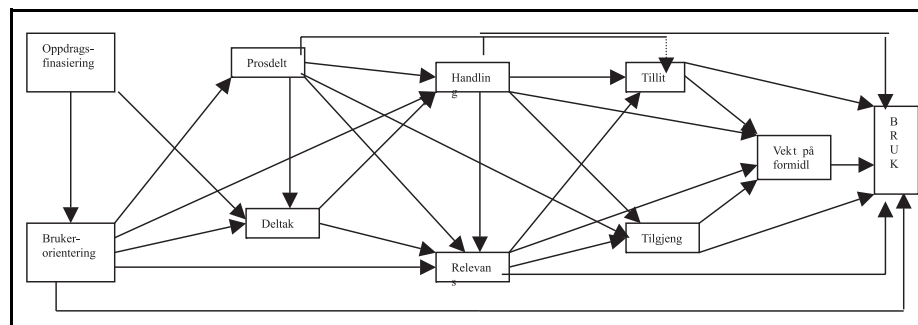 Oppdrags-
finasiering
Prosdelt
Handlin
g
Tillit
B
R
U
K
Vekt på
formidl
Deltak
Bruker-
orientering
Tilgjeng
Relevan
s